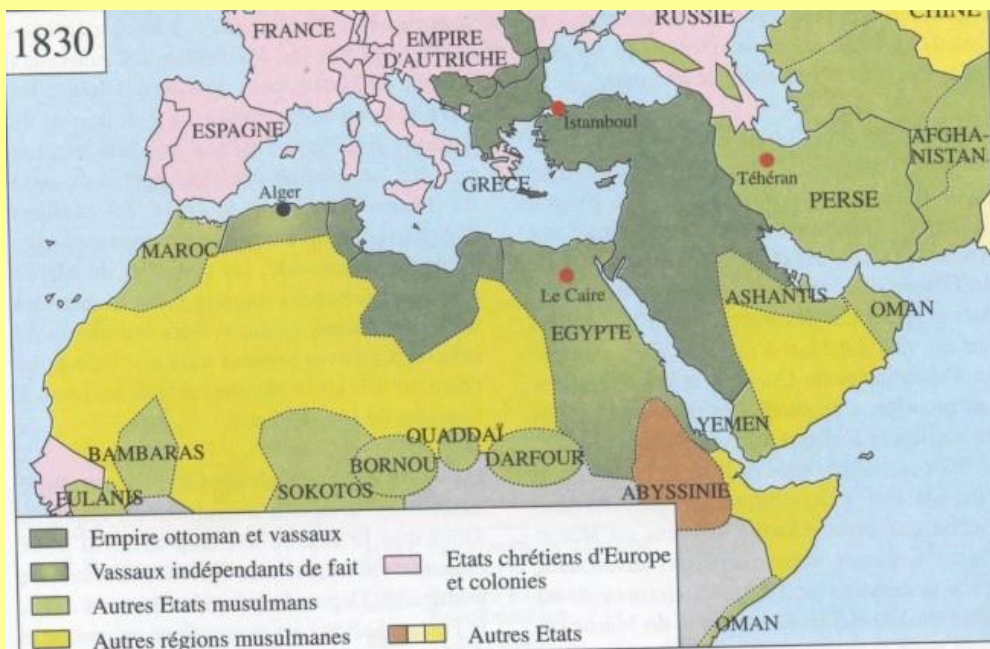 1830
FRANCE
EMPIRE
D'AUTRICHE
RUSSIE
CHINE
ESPAGNE
Istamboul
GRÈCE
Téhéran
AFGHA-
NISTAN
PERSE
Alger
MAROC
Le Caire
EGYPTE
ASHANTIS
OMAN
YEMEN
BAMBARAS
OUADDAÏ
BORNOU
DARFOUR
FULANIS
SOKOTOS
ABYSSINIE
OMAN
Empire ottoman et vassaux
Vassaux indépendants de fait
Autres Etats musulmans
Autres régions musulmanes
Etats chrétiens d'Europe
et colonies
Autres Etats